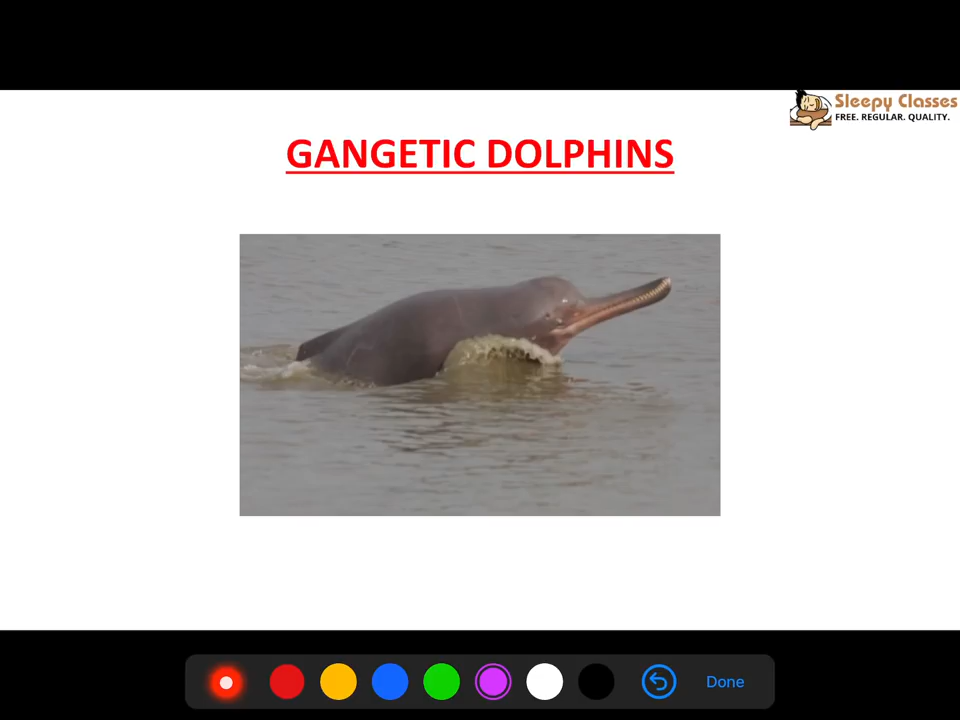 Sleepy Classes
FREE. REGULAR. QUALITY.
GANGETIC DOLPHINS
Done